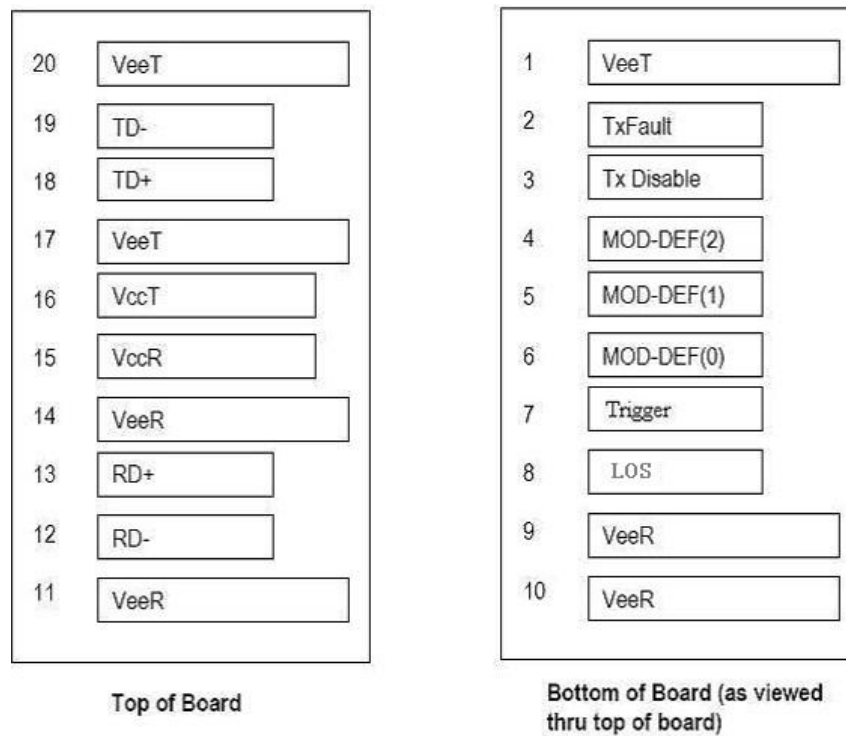 20 VeeT
19 TD-
18 TD+
17 VeeT
16 VccT
15 VccR
14 VeeR
13 RD+
12 RD-
11 VeeR
Top of Board
1 VeeT
2 TxFault
3 Tx Disable
4 MOD-DEF(2)
5 MOD-DEF(1)
6 MOD-DEF(0)
7 Trigger
8 LOS
9 VeeR
10 VeeR
Bottom of Board (as viewed
thru top of board)